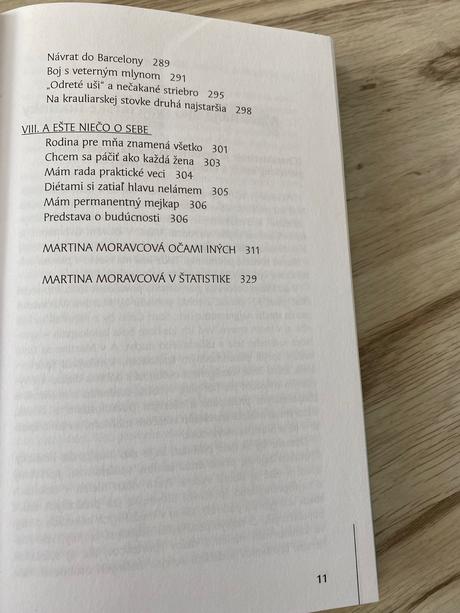 Návrat do Barcelony 289
Boj s veterným mlynom 291
„Odreté uši“ a nečakané striebro 295
Na krauliarskej stovke druhá najstaršia 298
VIII. A EŠTE NIEČO O SEBE
Rodina pre mňa znamená všetko 301
Chcem sa páčiť ako každá žena 303
Mám rada praktické veci 304
Diétami si zatiaľ hlavu nelámem 305
Mám permanentný mejkap 306
Predstava o budúcnosti 306
MARTINA MORAVCOVÁ OČAMI INÝCH 311
MARTINA MORAVCOVÁ V ŠTATISTIKE 329
11